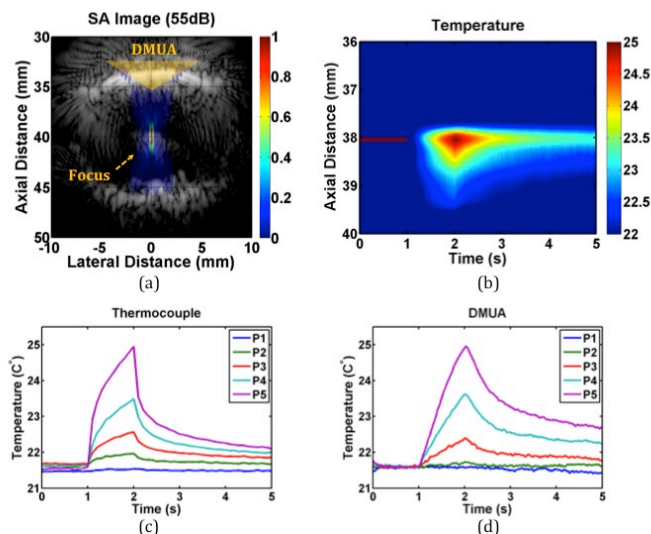 SA Image (55dB)
DMUA
Focus
30
35
40
45
50
Axial Distance (mm)
-10
-5
0
5
10
Lateral Distance (mm)
1
0.8
0.6
0.4
0.2
0
(a)
Temperature
36
37
38
39
40
Axial Distance (mm)
0
1
2
3
4
5
Time (s)
25
24.5
24
23.5
23
22.5
22
(b)
Thermocouple
25
24
23
22
21
Temperature (C°)
0
1
2
3
4
5
Time (s)
P1
P2
P3
P4
P5
(c)
DMUA
25
24
23
22
21
Temperature (C°)
0
1
2
3
4
5
Time (s)
P1
P2
P3
P4
P5
(d)